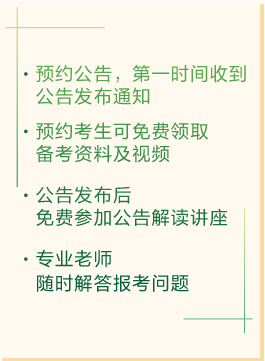 · 预约公告，第一时间收到
公告发布通知
· 预约考生可免费领取
备考资料及视频
· 公告发布后
免费参加公告解读讲座
· 专业老师
随时解答报考问题